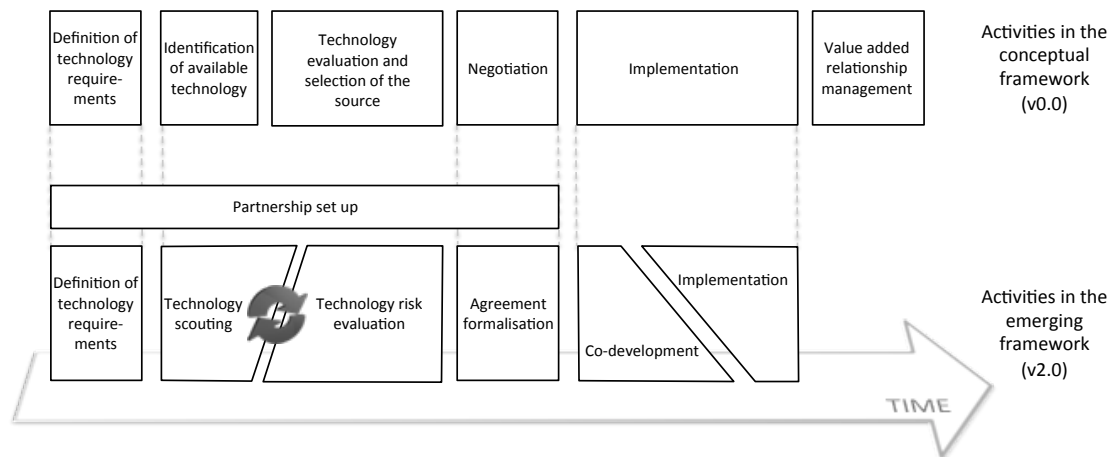 Definition of
technology
require-
ments
Identification
of available
technology
Technology
evaluation and
selection of the
source
Negotiation
Implementation
Value added
relationship
management
Activities in the
conceptual
framework
(v0.0)
Partnership set up
Definition of
technology
require-
ments
Technology
scouting
Technology risk
evaluation
Agreement
formalisation
Co-development
Implementation
Activities in the
emerging
framework
(v2.0)
TIME